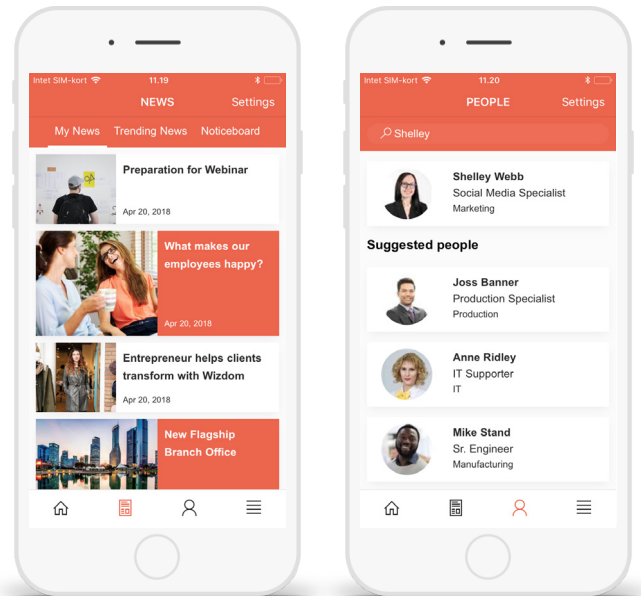 Intet SIM-kort 11.19
NEWS Settings
My News Trending News Noticeboard
Preparation for Webinar
Apr 20, 2018
What makes our
employees happy?
Apr 20, 2018
Entrepreneur helps clients
transform with Wizdom
Apr 20, 2018
New Flagship
Branch Office
Intet SIM-kort 11.20
PEOPLE Settings
Shelley
Shelley Webb
Social Media Specialist
Marketing
Suggested people
Joss Banner
Production Specialist
Production
Anne Ridley
IT Supporter
IT
Mike Stand
Sr. Engineer
Manufacturing